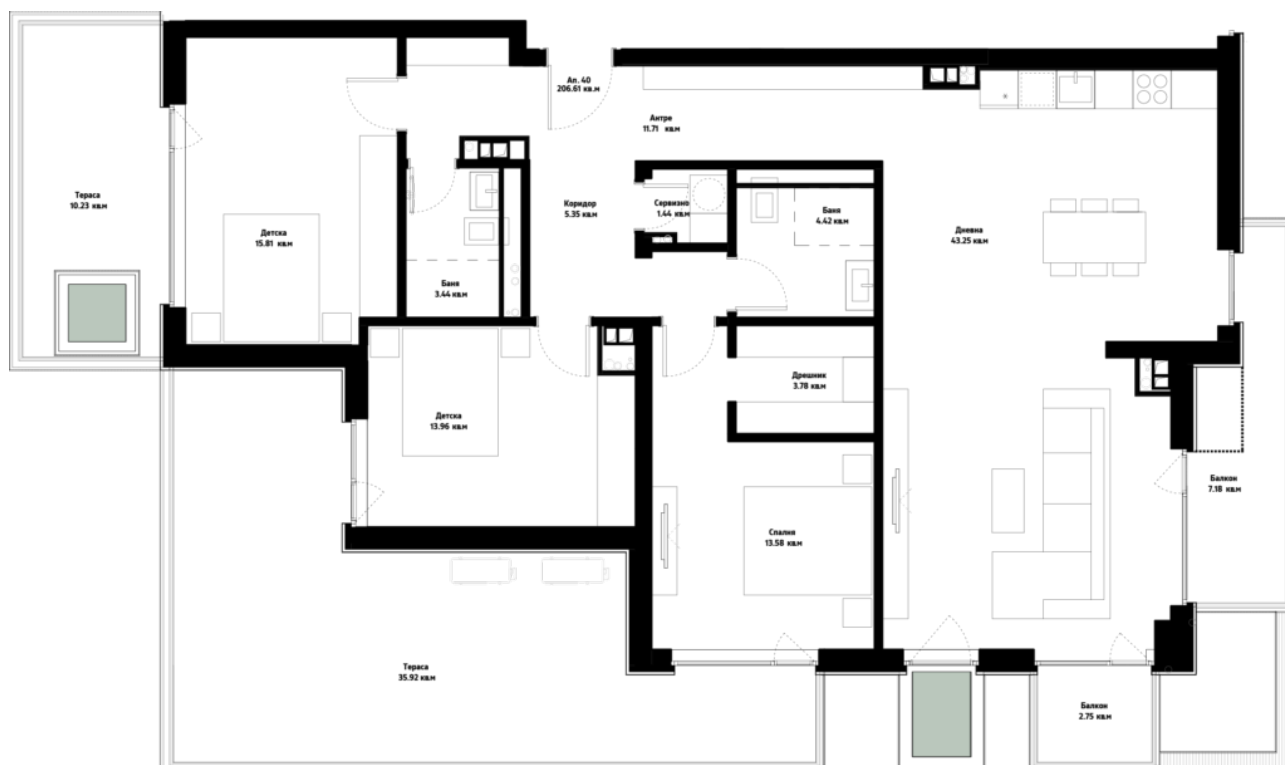 Ап. 40
206.61 кв.м
Антре
11.71 кв.м
Тераса
10.23 кв.м
Детска
15.81 кв.м
Коридор
5.35 кв.м
Сервизно
1.44 кв.м
Баня
4.42 кв.м
Дневна
43.25 кв.м
Баня
3.44 кв.м
Дрешник
3.78 кв.м
Детска
13.96 кв.м
Балкон
7.18 кв.м
Спалня
13.58 кв.м
Тераса
35.92 кв.м
Балкон
2.75 кв.м